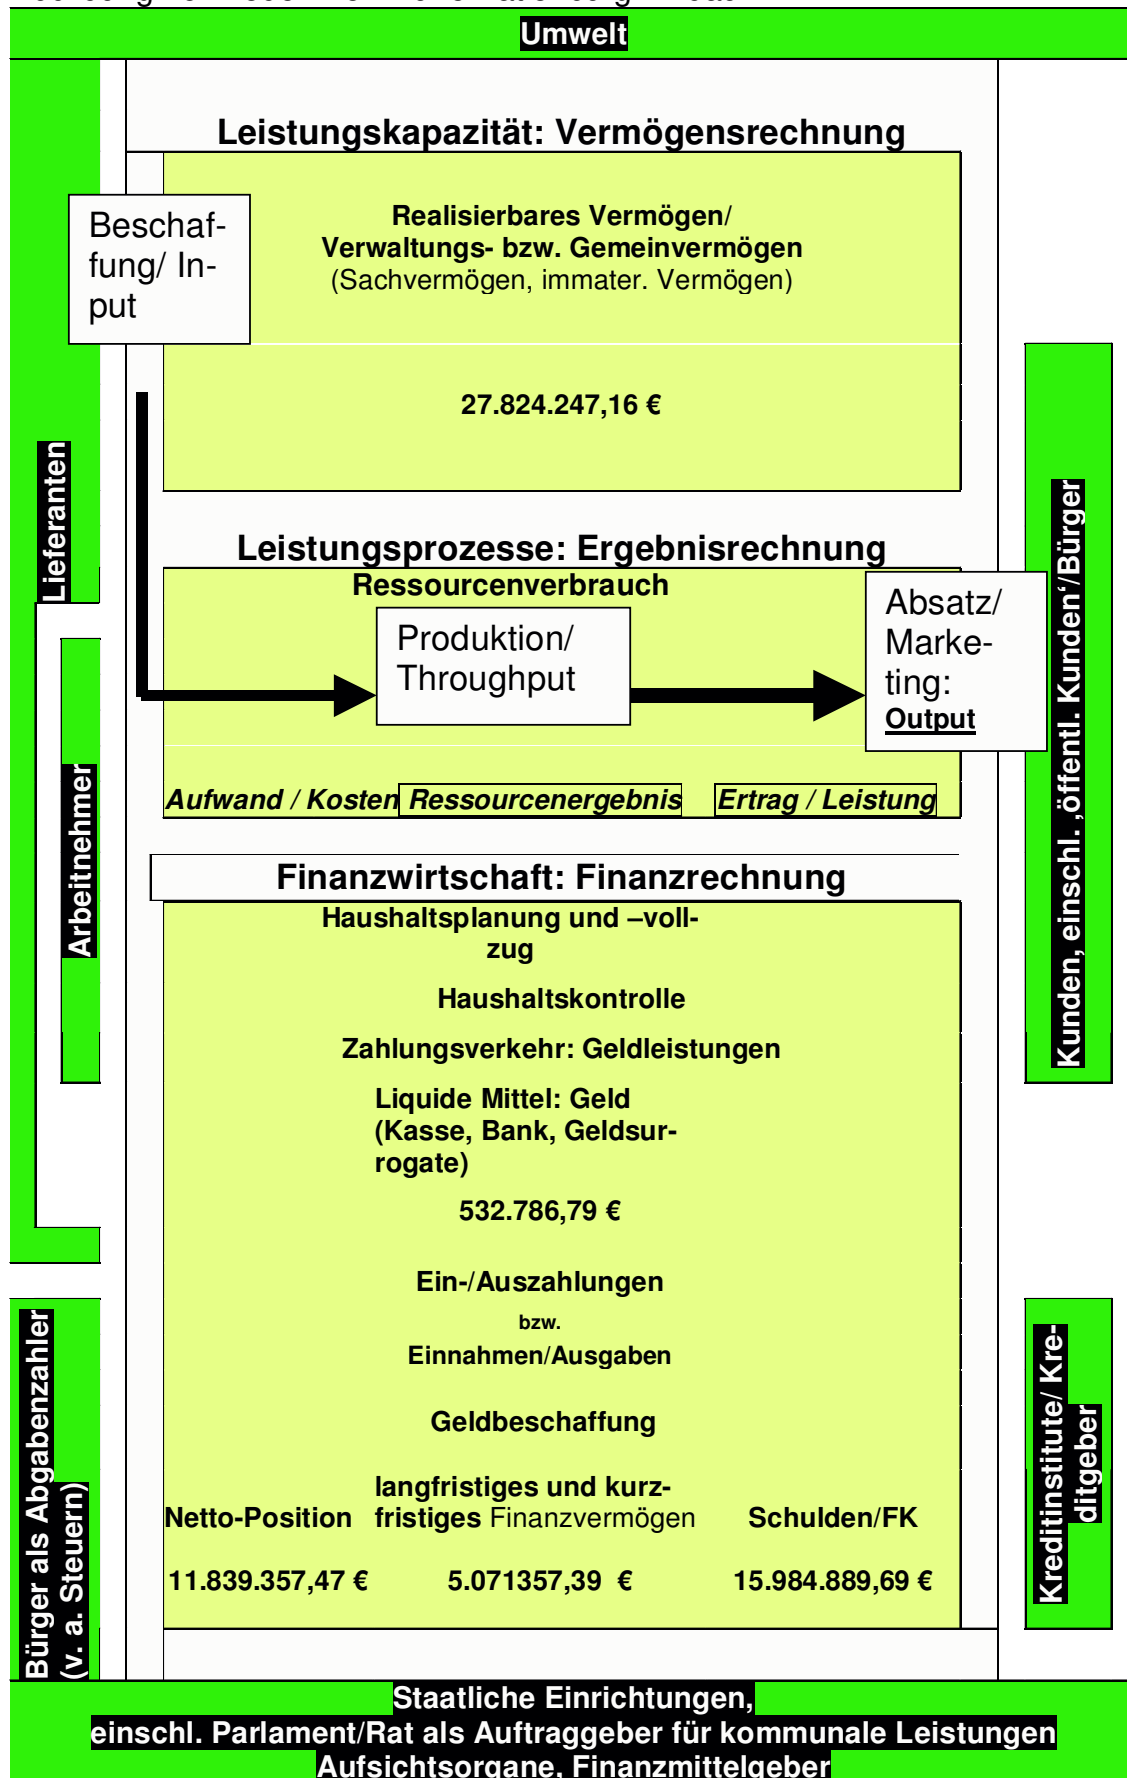 Umwelt
Leistungskapazität: Vermögensrechnung
Beschaf-
fung/ In-
put
Realisierbares Vermögen/
Verwaltungs- bzw. Gemeinvermögen
(Sachvermögen, immater. Vermögen)
27.824.247,16 €
Lieferanten
Arbeitnehmer
Leistungsprozesse: Ergebnisrechnung
Ressourcenverbrauch
Produktion/
Throughput
Absatz/
Marke-
ting:
Output
Aufwand / Kosten Ressourcenergebnis Ertrag / Leistung
Kunden, einschl. ‚öffentl. Kunden‘/Bürger
Finanzwirtschaft: Finanzrechnung
Haushaltsplanung und –voll-
zug
Haushaltskontrolle
Zahlungsverkehr: Geldleistungen
Liquide Mittel: Geld
(Kasse, Bank, Geldsur-
rogate)
532.786,79 €
Ein-/Auszahlungen
bzw.
Einnahmen/Ausgaben
Geldbeschaffung
langfristiges und kurz-
Netto-Position fristiges Finanzvermögen Schulden/FK
11.839.357,47 € 5.071357,39 € 15.984.889,69 €
Bürger als Abgabenzahler
(v. a. Steuern)
Kreditinstitute/ Kre-
ditgeber
Staatliche Einrichtungen,
einschl. Parlament/Rat als Auftraggeber für kommunale Leistungen
Aufsichtsorgane, Finanzmittelgeber